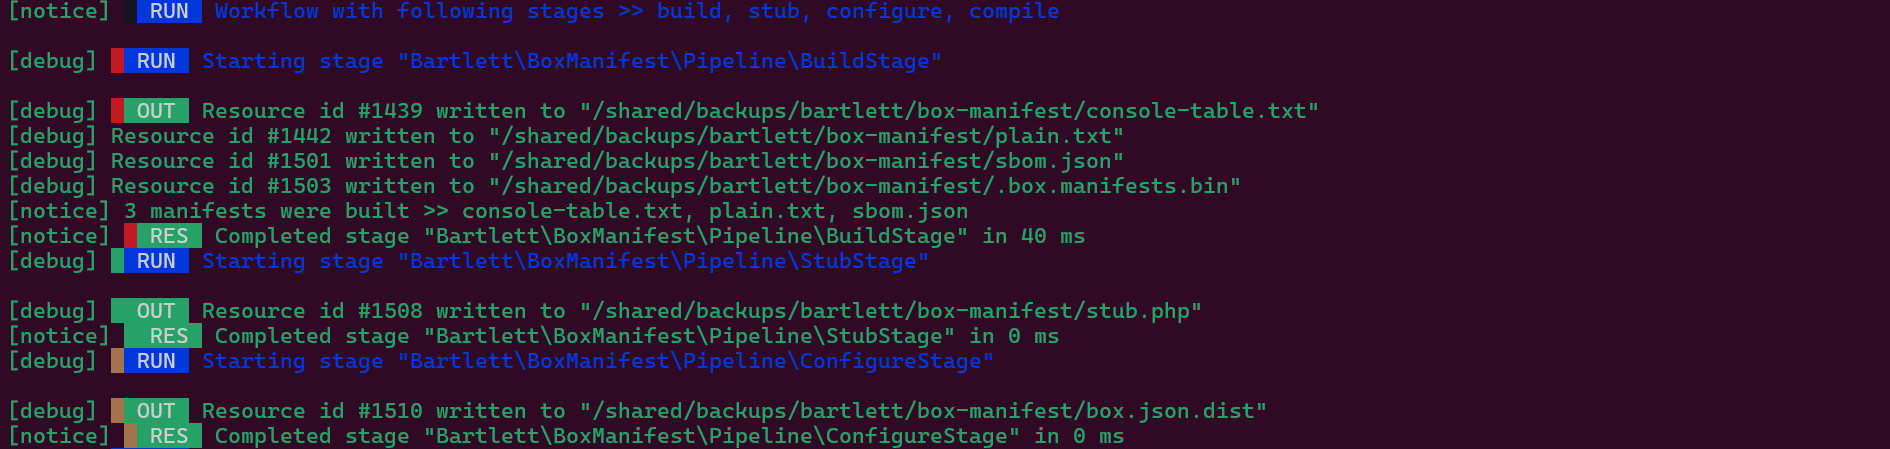 [notice] RUN Workflow with following stages >> build, stub, configure, compile
[debug] RUN Starting stage "Bartlett\BoxManifest\Pipeline\BuildStage"
[debug] OUT Resource id #1439 written to "/shared/backups/bartlett/box-manifest/console-table.txt"
[debug] Resource id #1442 written to "/shared/backups/bartlett/box-manifest/plain.txt"
[debug] Resource id #1501 written to "/shared/backups/bartlett/box-manifest/sbom.json"
[debug] Resource id #1503 written to "/shared/backups/bartlett/box-manifest/.box.manifests.bin"
[notice] 3 manifests were built >> console-table.txt, plain.txt, sbom.json
[notice] RES Completed stage "Bartlett\BoxManifest\Pipeline\BuildStage" in 40 ms
[debug] RUN Starting stage "Bartlett\BoxManifest\Pipeline\StubStage"
[debug] OUT Resource id #1508 written to "/shared/backups/bartlett/box-manifest/stub.php"
[notice] RES Completed stage "Bartlett\BoxManifest\Pipeline\StubStage" in 0 ms
[debug] RUN Starting stage "Bartlett\BoxManifest\Pipeline\ConfigureStage"
[debug] OUT Resource id #1510 written to "/shared/backups/bartlett/box-manifest/box.json.dist"
[notice] RES Completed stage "Bartlett\BoxManifest\Pipeline\ConfigureStage" in 0 ms